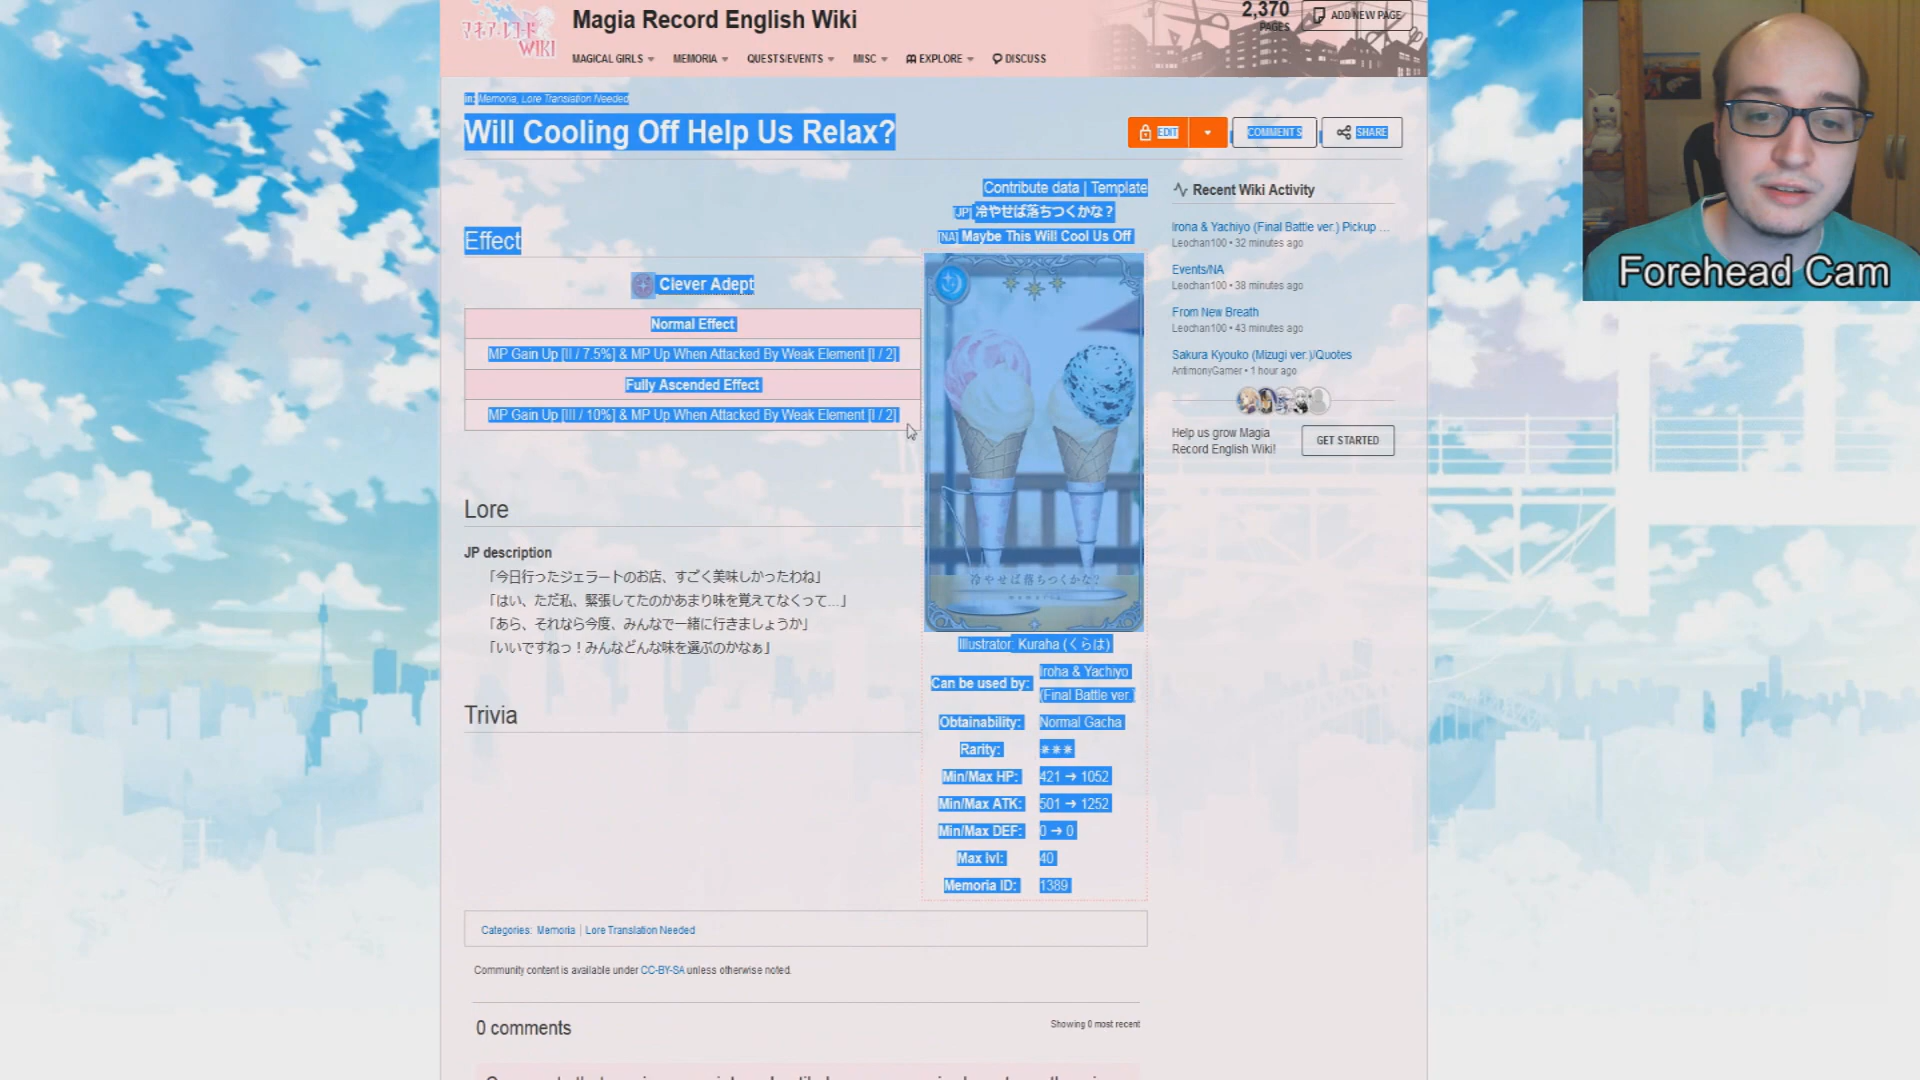 マギアレコード
WIKI
Magia Record English Wiki
2,370
PAGES
ADD NEW PAGE
MAGICAL GIRLS
MEMORIA
QUESTS/EVENTS
MISC
EXPLORE
DISCUSS
in: Memoria, Lore Translation Needed
Will Cooling Off Help Us Relax?
EDIT
COMMENTS
SHARE
Contribute data | Template
[JP] 冷やせば落ちつくかな？
[NA] Maybe This Will Cool Us Off
Effect
Clever Adept
Normal Effect
MP Gain Up [II / 7.5%] & MP Up When Attacked By Weak Element [I / 2]
Fully Ascended Effect
MP Gain Up [III / 10%] & MP Up When Attacked By Weak Element [I / 2]
Lore
JP description
「今日行ったジェラートのお店、すごく美味しかったわね」
「はい、ただ私、緊張してたのかあまり味を覚えてなくって…」
「あら、それなら今度、みんなで一緒に行きましょうか」
「いいですねっ！みんなどんな味を選ぶのかなぁ」
Trivia
冷やせば落ちつくかな?
Illustrator: Kuraha (くらは)
Can be used by: Iroha & Yachiyo
(Final Battle ver.)
Obtainability: Normal Gacha
Rarity: ★★★
Min/Max HP: 421 ➔ 1052
Min/Max ATK: 501 ➔ 1252
Min/Max DEF: 0 ➔ 0
Max lvl: 40
Memoria ID: 1389
Recent Wiki Activity
Iroha & Yachiyo (Final Battle ver.) Pickup ...
Leochan100 • 32 minutes ago
Events/NA
Leochan100 • 38 minutes ago
From New Breath
Leochan100 • 43 minutes ago
Sakura Kyouko (Mizugi ver.)/Quotes
AntimonyGamer • 1 hour ago
Help us grow Magia
Record English Wiki!
GET STARTED
Forehead Cam
Categories: Memoria | Lore Translation Needed
Community content is available under CC-BY-SA unless otherwise noted.
0 comments
Showing 0 most recent